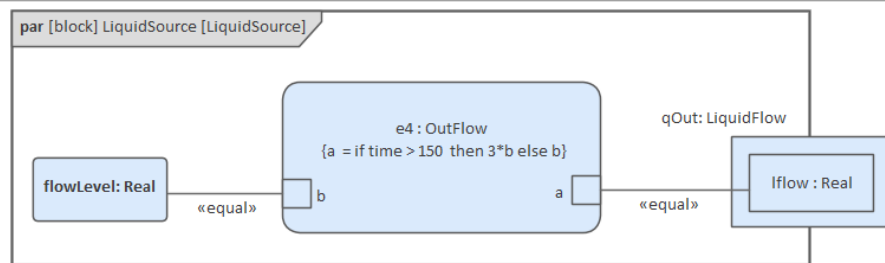 par [block] LiquidSource [LiquidSource]
qOut: LiquidFlow
e4 : OutFlow
{a = if time > 150 then 3*b else b}
flowLevel: Real
«equal»
b
a
«equal»
lflow : Real